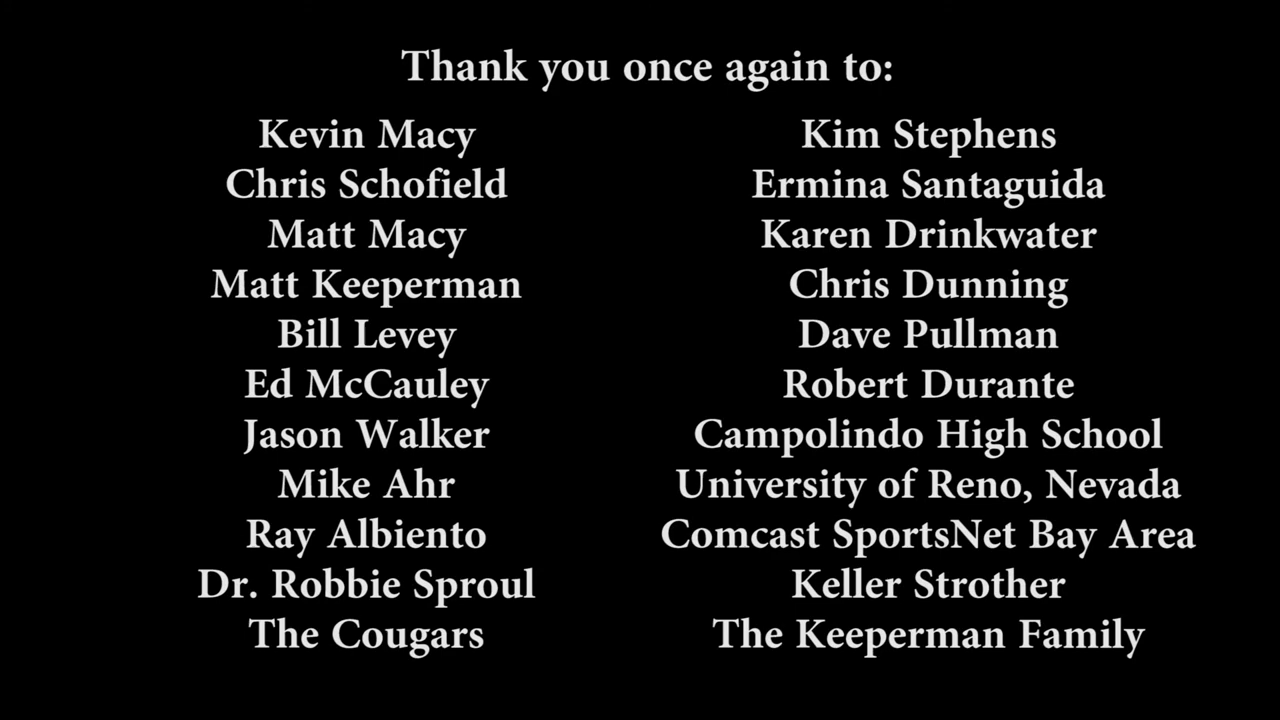 Thank you once again to:
Kevin Macy
Chris Schofield
Matt Macy
Matt Keeperman
Bill Levey
Ed McCauley
Jason Walker
Mike Ahr
Ray Albiento
Dr. Robbie Sproul
The Cougars
Kim Stephens
Ermina Santaguida
Karen Drinkwater
Chris Dunning
Dave Pullman
Robert Durante
Campolindo High School
University of Reno, Nevada
Comcast SportsNet Bay Area
Keller Strother
The Keeperman Family